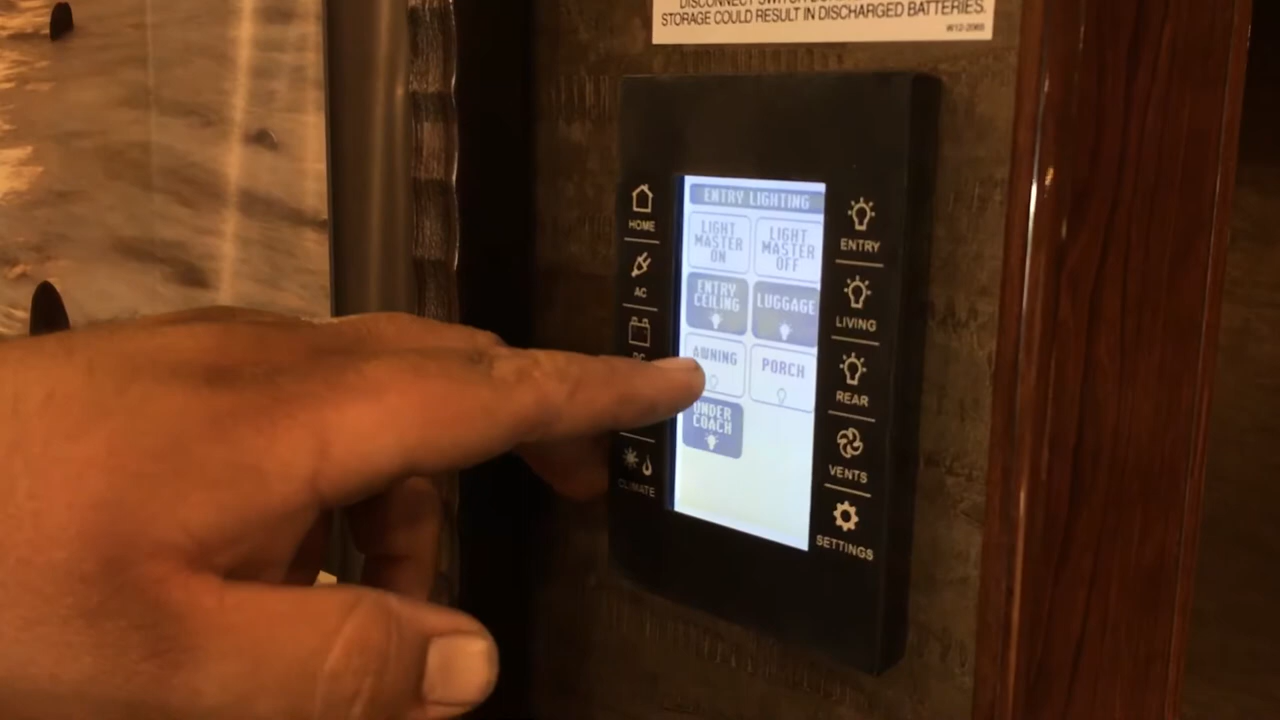 STORAGE COULD RESULT IN DISCHARGED BATTERIES.
HOME
AC
CLIMATE
ENTRY LIGHTING
LIGHT
MASTER
ON
LIGHT
MASTER
OFF
ENTRY
CEILING
LUGGAGE
AWNING
PORCH
UNDER
COACH
ENTRY
LIVING
REAR
VENTS
SETTINGS